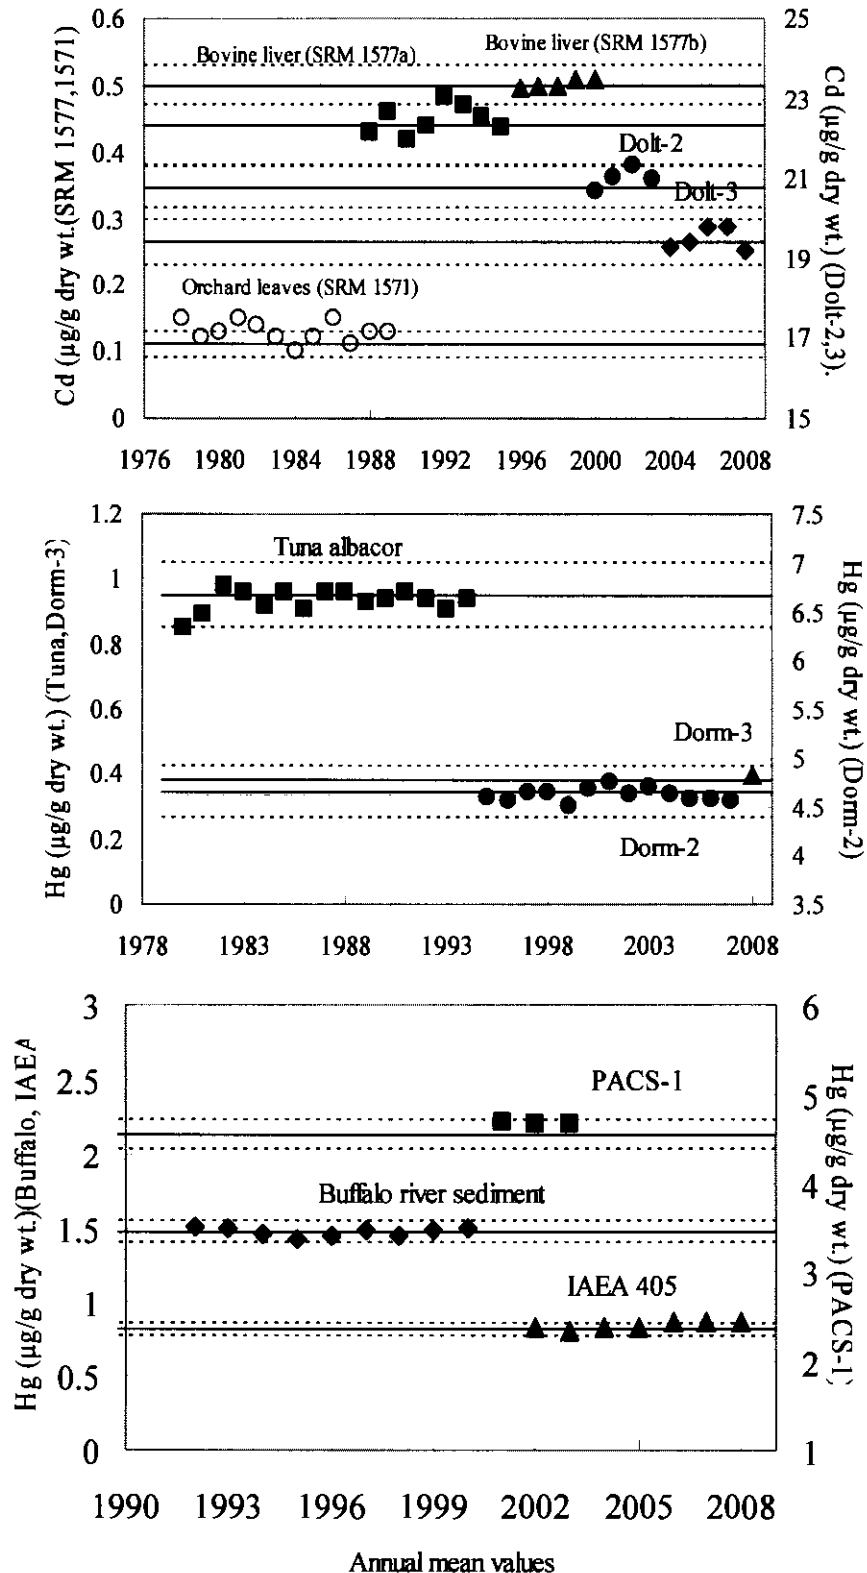 Cd (µg/g dry wt.(SRM 1577,1571)
0.6
0.5
0.4
0.3
0.2
0.1
0
Bovine liver (SRM 1577a)
Bovine liver (SRM 1577b)
Dolt-2
Dolt-3
Orchard leaves (SRM 1571)
25
23
21
19
17
15
Cd (µg/g dry wt.) (Dolt-2,3).
1976 1980 1984 1988 1992 1996 2000 2004 2008
Hg (µg/g dry wt.) (Tuna,Dorm-3)
1.2
1
0.8
0.6
0.4
0.2
0
Tuna albacor
Dorm-3
Dorm-2
7.5
7
6.5
6
5.5
5
4.5
4
3.5
Hg (µg/g dry wt.) (Dorm-2)
1978 1983 1988 1993 1998 2003 2008
Hg (µg/g dry wt.)(Buffalo, IAEA
3
2.5
2
1.5
1
0.5
0
PACS-1
Buffalo river sediment
IAEA 405
6
5
4
3
2
1
Hg (µg/g dry wt.) (PACS-1)
1990 1993 1996 1999 2002 2005 2008
Annual mean values